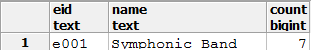 eid name count
text text bigint
1 e001 Symphonic Band 7